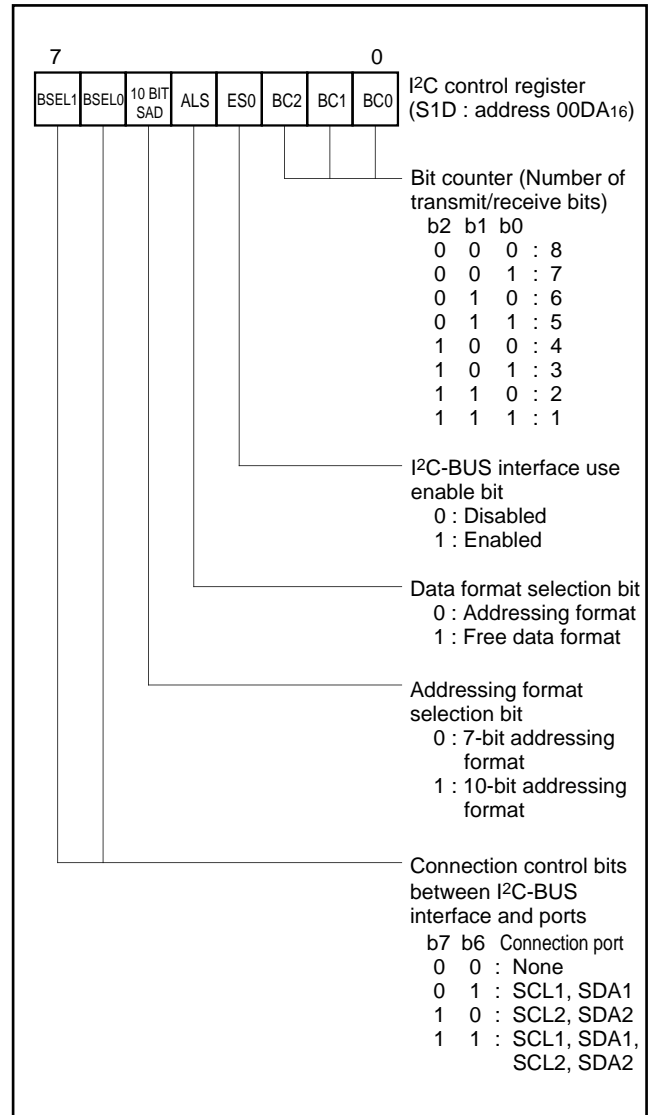 7 0
BSEL1 BSEL0 10 BIT SAD ALS ES0 BC2 BC1 BC0
I2C control register
(S1D : address 00DA16)
Bit counter (Number of
transmit/receive bits)
b2 b1 b0
0 0 0 : 8
0 0 1 : 7
0 1 0 : 6
0 1 1 : 5
1 0 0 : 4
1 0 1 : 3
1 1 0 : 2
1 1 1 : 1
I2C-BUS interface use
enable bit
0 : Disabled
1 : Enabled
Data format selection bit
0 : Addressing format
1 : Free data format
Addressing format
selection bit
0 : 7-bit addressing
format
1 : 10-bit addressing
format
Connection control bits
between I2C-BUS
interface and ports
b7 b6 Connection port
0 0 : None
0 1 : SCL1, SDA1
1 0 : SCL2, SDA2
1 1 : SCL1, SDA1,
SCL2, SDA2